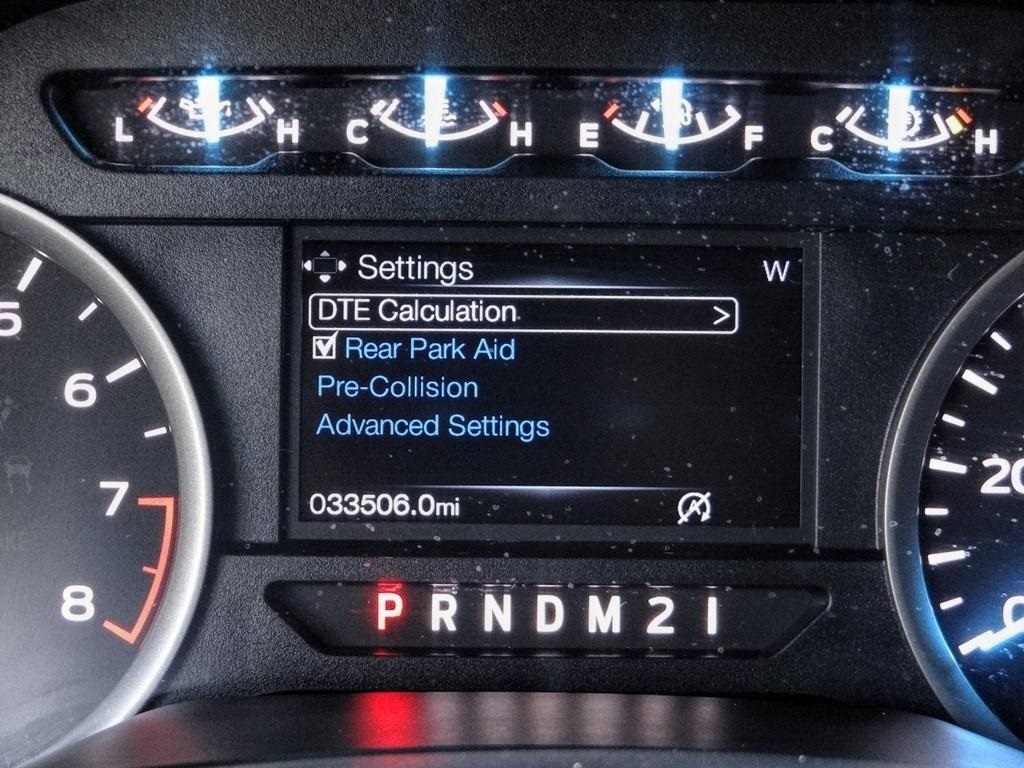 L H C H E F C H
Settings W
DTE Calculation >
Rear Park Aid
Pre-Collision
Advanced Settings
033506.0mi
P R N D M 2 1
5
6
7
8
20
0